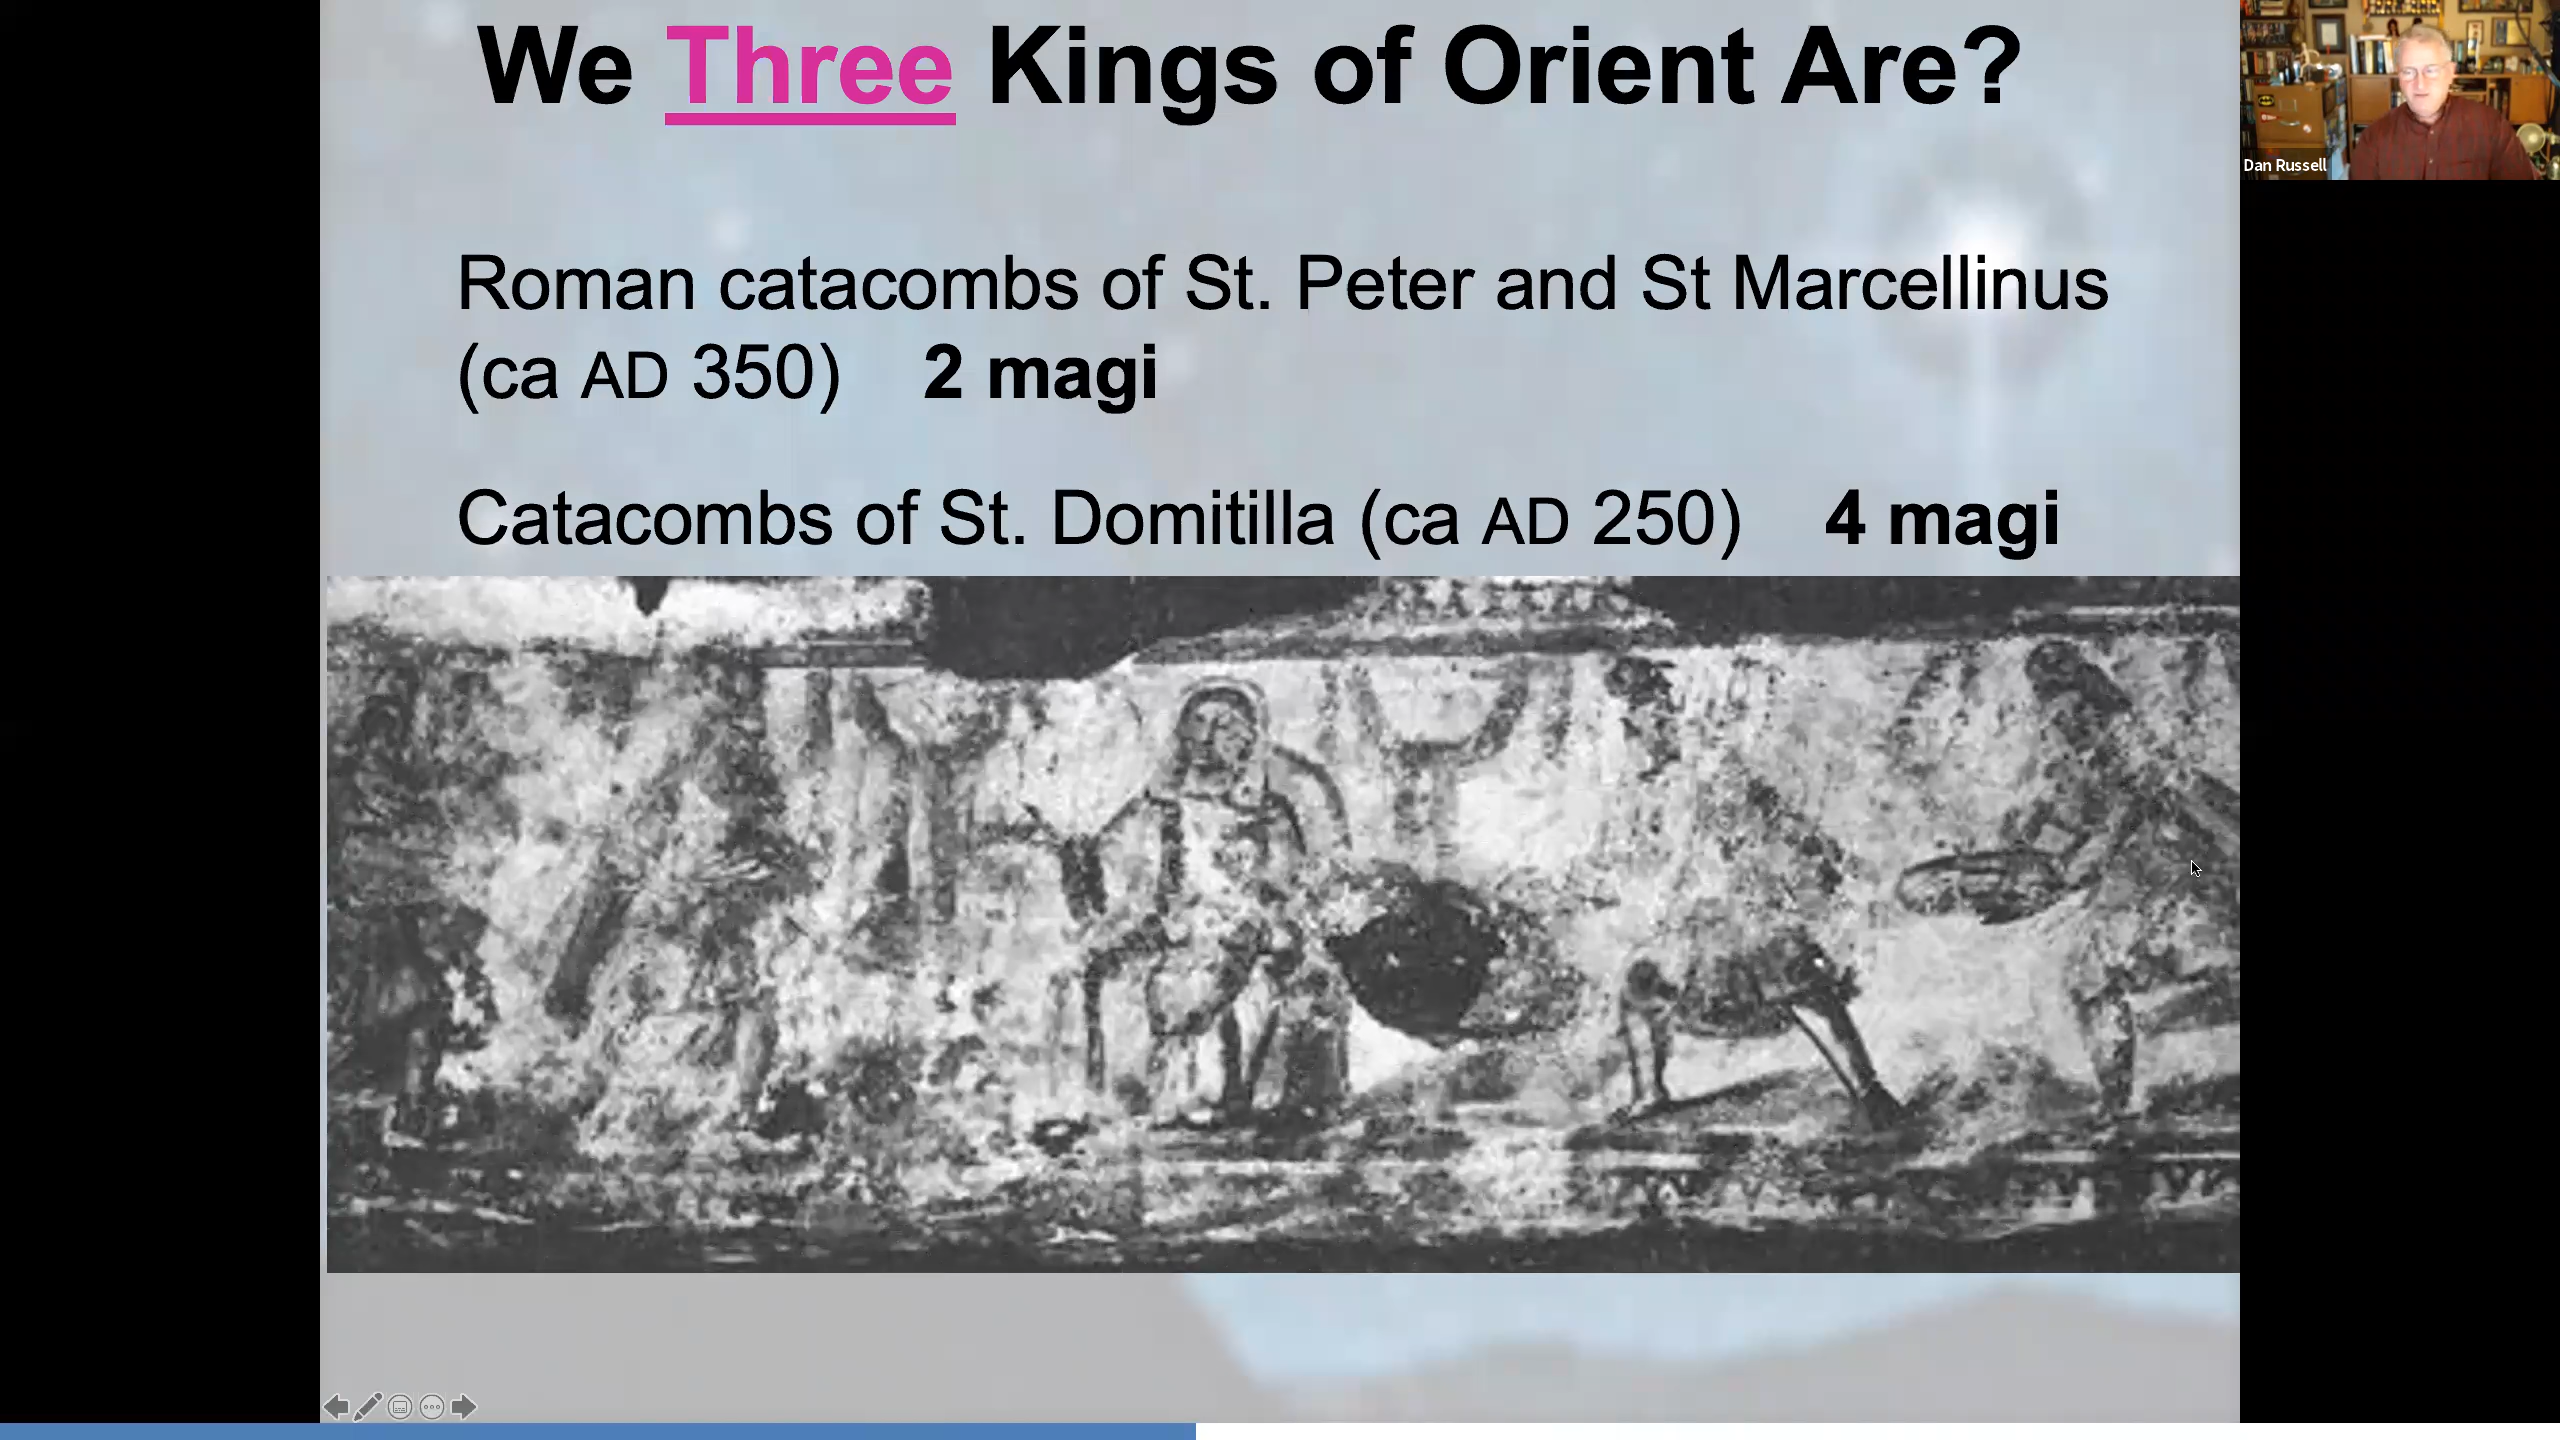 We Three Kings of Orient Are?
Roman catacombs of St. Peter and St Marcellinus
(ca AD 350) 2 magi
Catacombs of St. Domitilla (ca AD 250) 4 magi
Dan Russell